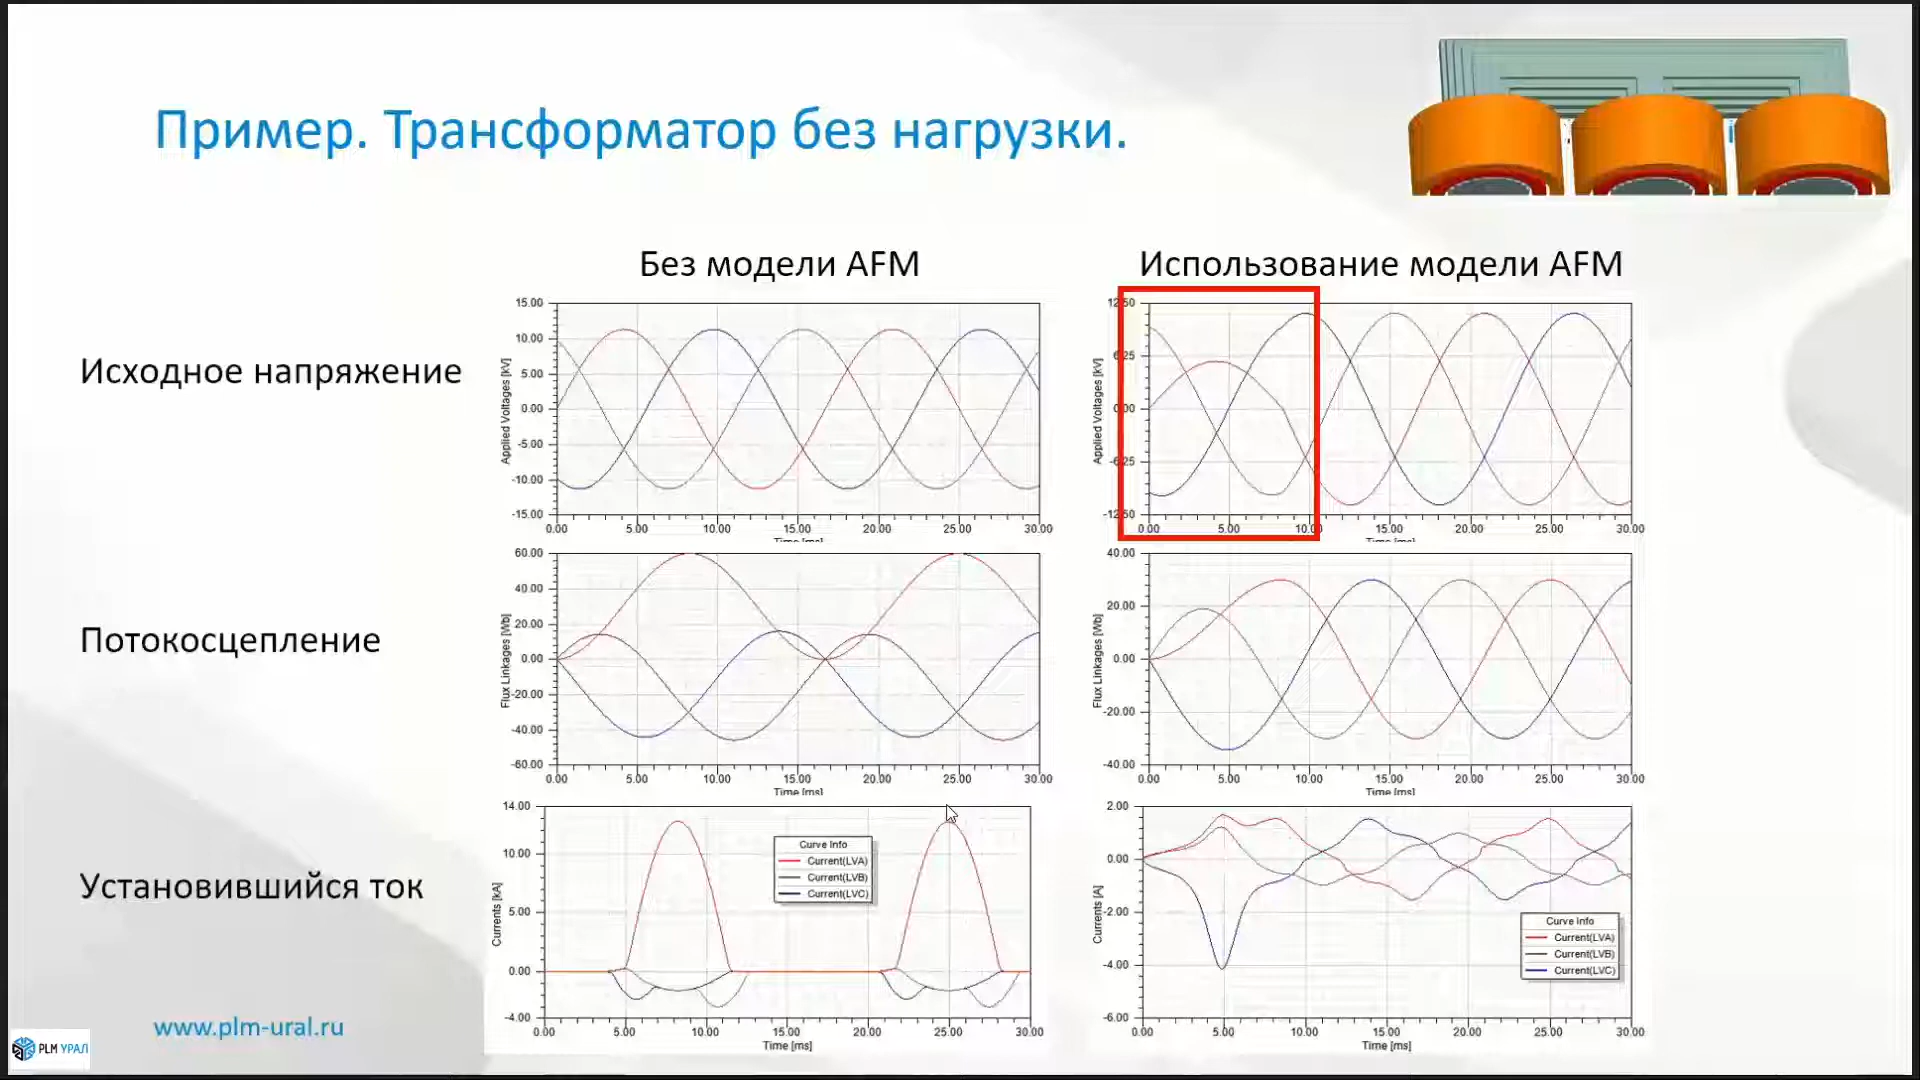 Пример. Трансформатор без нагрузки.
Без модели AFM
Использование модели AFM
Исходное напряжение
Applied Voltages [kV]
15.00
10.00
5.00
0.00
-5.00
-10.00
-15.00
0.00 5.00 10.00 15.00 20.00 25.00 30.00
Time [ms]
Applied Voltages [kV]
12.50
6.25
0.00
-6.25
-12.50
0.00 5.00 10.00 15.00 20.00 25.00 30.00
Time [ms]
Потокосцепление
Flux Linkages [Wb]
60.00
40.00
20.00
0.00
-20.00
-40.00
-60.00
0.00 5.00 10.00 15.00 20.00 25.00 30.00
Time [ms]
Flux Linkages [Wb]
40.00
20.00
0.00
-20.00
-40.00
0.00 5.00 10.00 15.00 20.00 25.00 30.00
Time [ms]
Установившийся ток
Currents [kA]
14.00
10.00
5.00
0.00
-4.00
0.00 5.00 10.00 15.00 20.00 25.00 30.00
Time [ms]
Curve Info
Current(LVA)
Current(LVB)
Current(LVC)
Currents [A]
2.00
0.00
-2.00
-4.00
-6.00
0.00 5.00 10.00 15.00 20.00 25.00 30.00
Time [ms]
Curve Info
Current(LVA)
Current(LVB)
Current(LVC)
www.plm-ural.ru
PLM УРАЛ